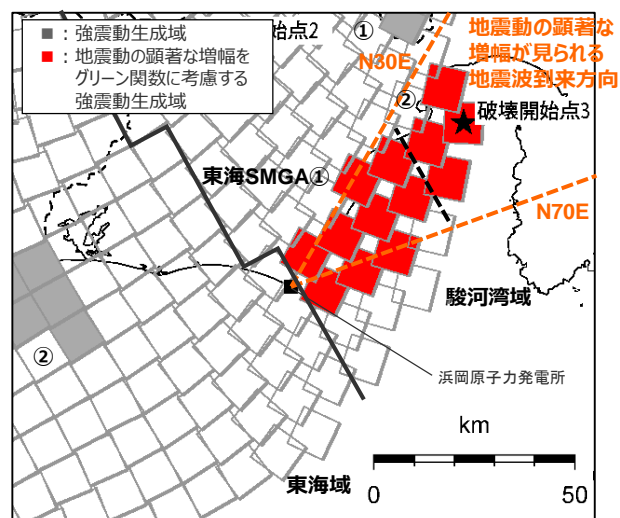 ■：強震動生成域
■：地震動の顕著な増幅を
グリーン関数に考慮する
強震動生成域
始点2
①
地震動の顕著な
増幅が見られる
地震波到来方向
N30E
②
破壊開始点3
東海SMGA①
N70E
駿河湾域
②
浜岡原子力発電所
km
東海域
0
50